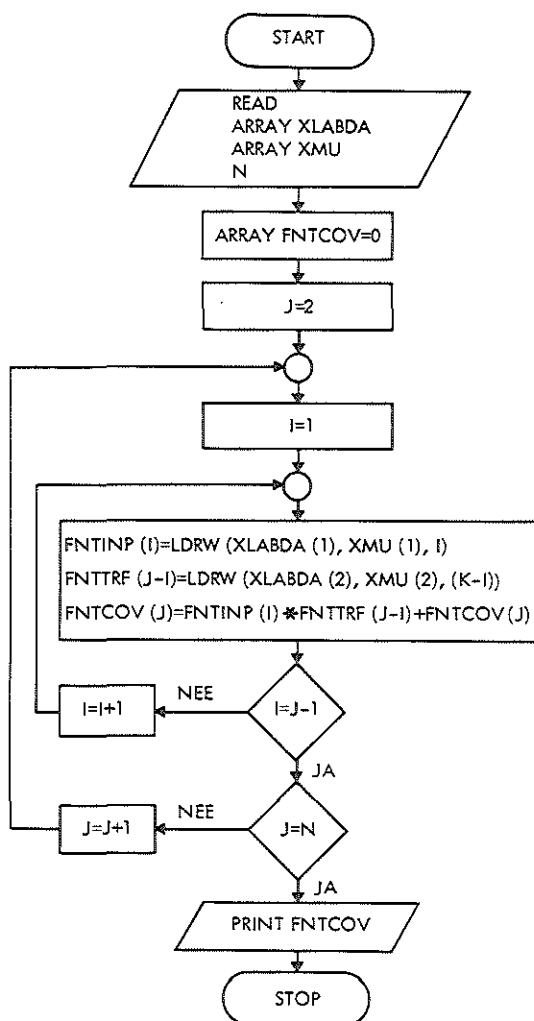 START
READ
ARRAY XLABDA
ARRAY XMU
N
ARRAY FNTCOV=0
J=2
I=1
FNTINP (I)=LDRW (XLABDA (1), XMU (1), I)
FNTTRF (J-I)=LDRW (XLABDA (2), XMU (2), (K-I))
FNTCOV (J)=FNTINP (I) *FNTTRF (J-I)+FNTCOV (J)
I=I+1
NEE
I=J-1
JA
J=J+1
NEE
J=N
JA
PRINT FNTCOV
STOP